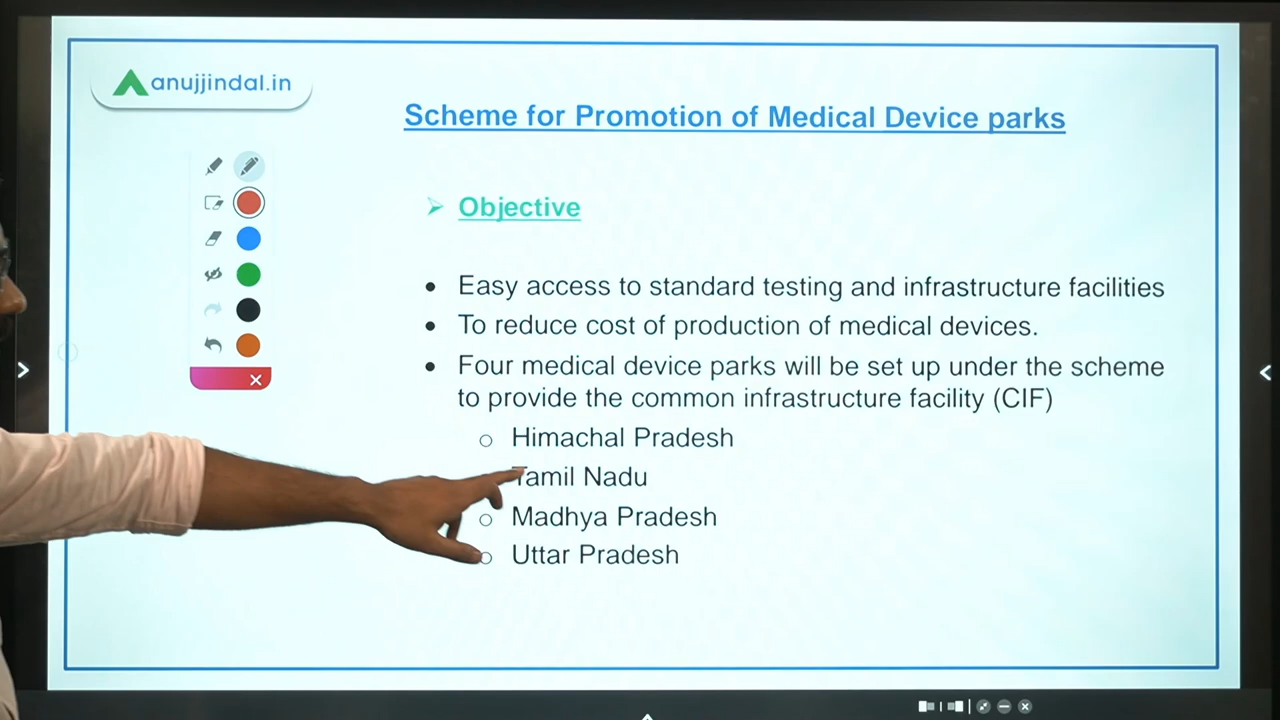 anujjindal.in
Scheme for Promotion of Medical Device parks
Objective
Easy access to standard testing and infrastructure facilities
To reduce cost of production of medical devices.
Four medical device parks will be set up under the scheme
to provide the common infrastructure facility (CIF)
Himachal Pradesh
Tamil Nadu
Madhya Pradesh
Uttar Pradesh